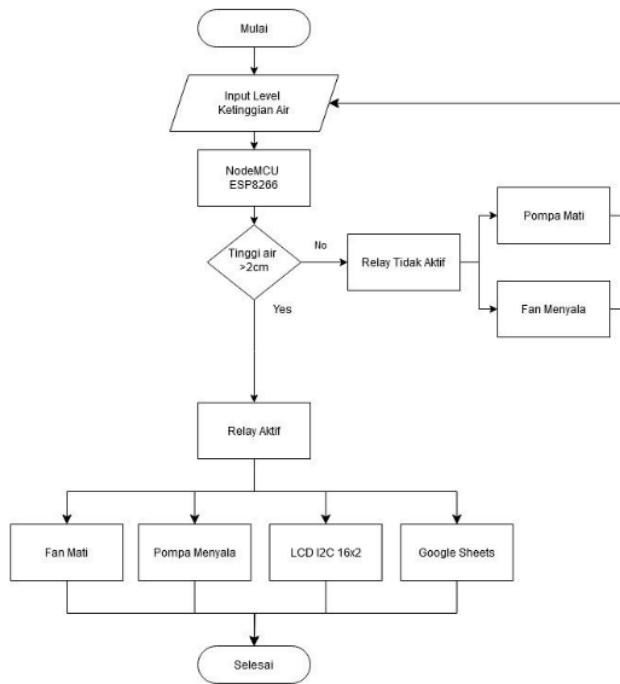 Mulai
Input Level
Ketinggian Air
NodeMCU
ESP8266
Tinggi air
>2cm
No
Relay Tidak Aktif
Pompa Mati
Fan Menyala
Yes
Relay Aktif
Fan Mati
Pompa Menyala
LCD I2C 16x2
Google Sheets
Selesai